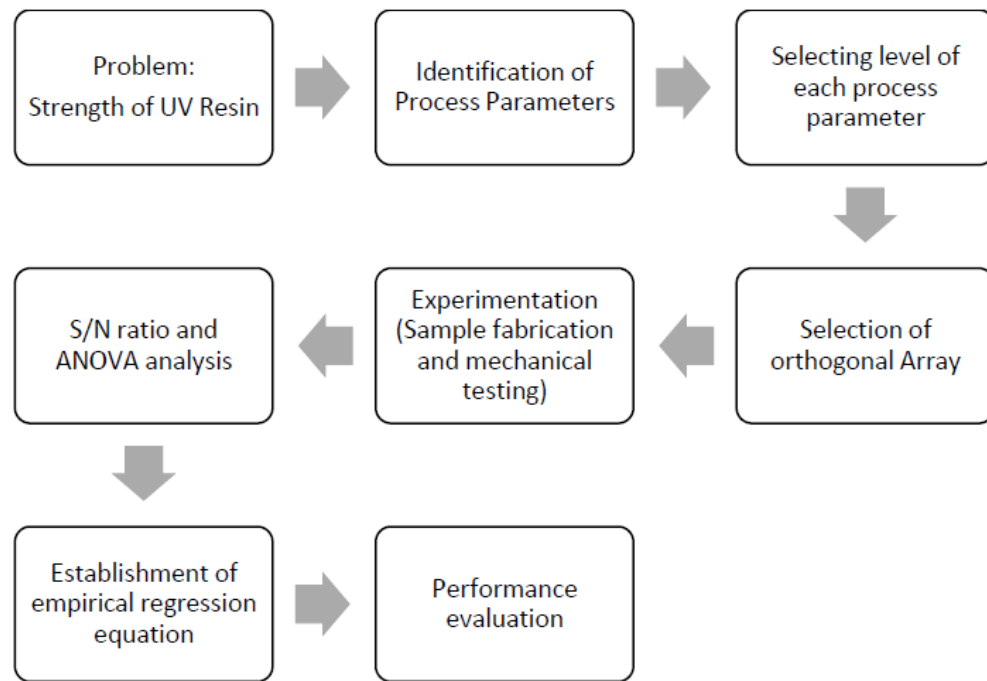 Problem:
Strength of UV Resin
Identification of
Process Parameters
Selecting level of
each process
parameter
Selection of
orthogonal Array
Experimentation
(Sample fabrication
and mechanical
testing)
S/N ratio and
ANOVA analysis
Establishment of
empirical regression
equation
Performance
evaluation